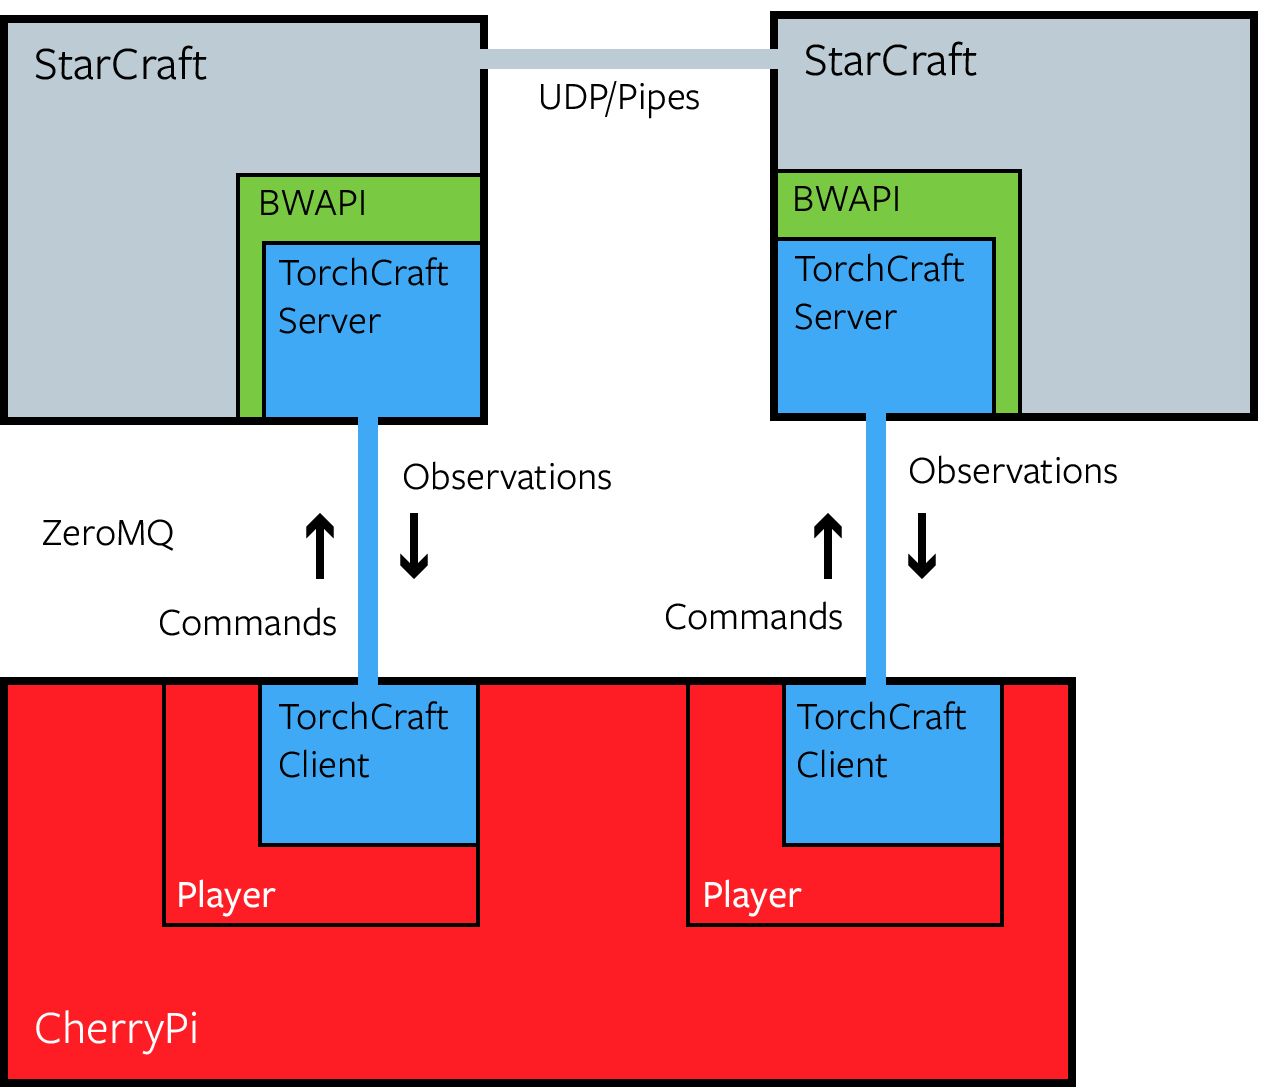 StarCraft
StarCraft
UDP/Pipes
BWAPI
BWAPI
TorchCraft
Server
TorchCraft
Server
Observations
Observations
ZeroMQ
Commands
Commands
TorchCraft
Client
TorchCraft
Client
Player
Player
CherryPi